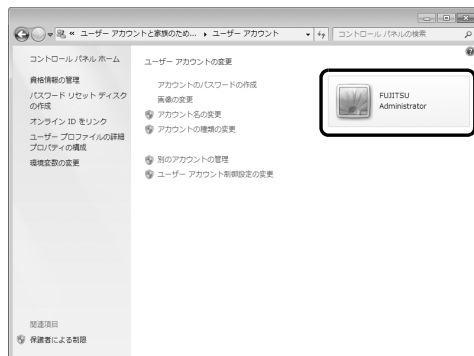 « ユーザー アカウントと家族のため... ▸ ユーザー アカウント
コントロール パネルの検索
コントロール パネル ホーム
資格情報の管理
パスワード リセット ディスク
の作成
オンライン ID をリンク
ユーザー プロファイルの詳細
プロパティの構成
環境変数の変更
ユーザー アカウントの変更
アカウントのパスワードの作成
画像の変更
アカウント名の変更
アカウントの種類の変更
別のアカウントの管理
ユーザー アカウント制御設定の変更
FUJITSU
Administrator
関連項目
保護者による制限